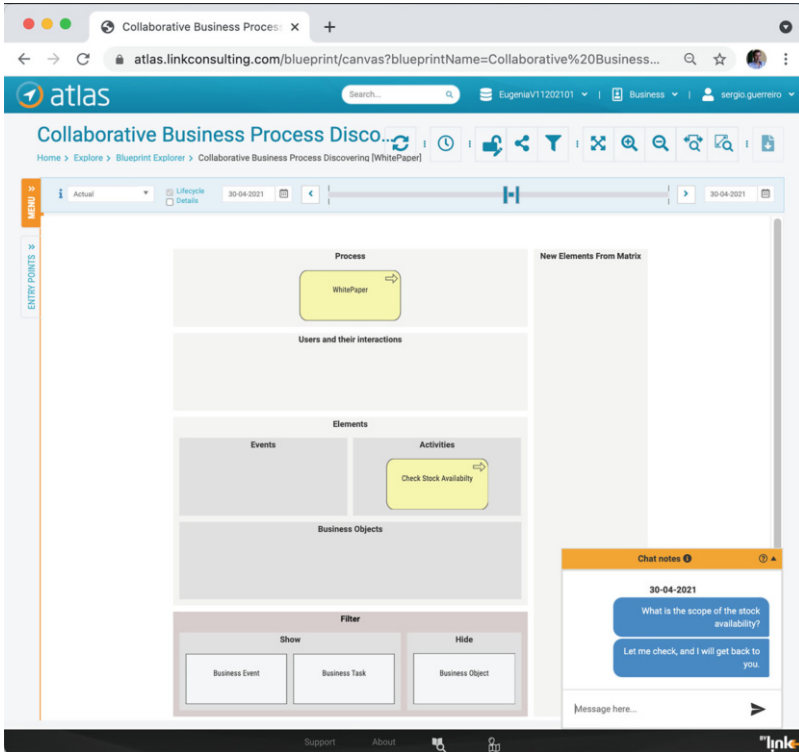 Collaborative Business Proces
atlas.linkconsulting.com/blueprint/canvas?blueprintName=Collaborative%20Business...
atlas
Search...
EugeniaV11202101
Business
sergio.guerreiro
Collaborative Business Process Disco...
Home > Explore > Blueprint Explorer > Collaborative Business Process Discovering [WhitePaper]
MENU
Actual
Lifecycle
Details
30-04-2021
30-04-2021
ENTRY POINTS
Process
New Elements From Matrix
WhitePaper
Users and their interactions
Elements
Events
Activities
Check Stock Availabilty
Business Objects
Filter
Show
Hide
Business Event
Business Task
Business Object
Chat notes
30-04-2021
What is the scope of the stock
availability?
Let me check, and I will get back to
you.
Message here...
Support
About
BY link